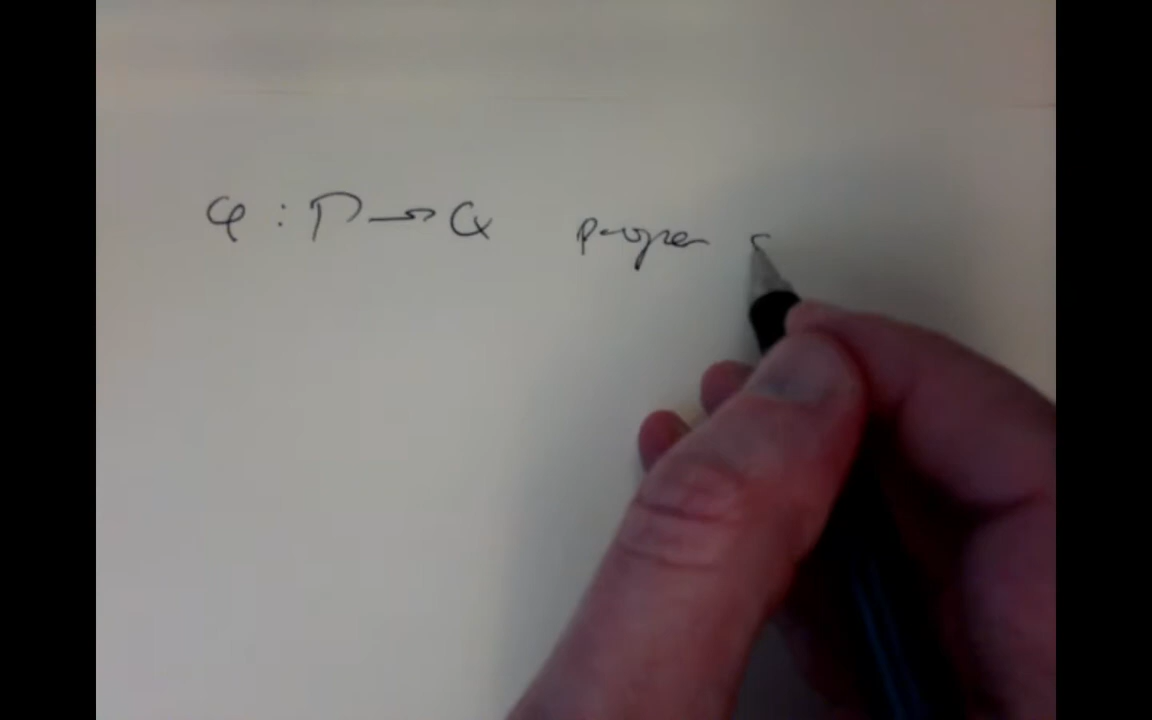 φ : P → Q proper